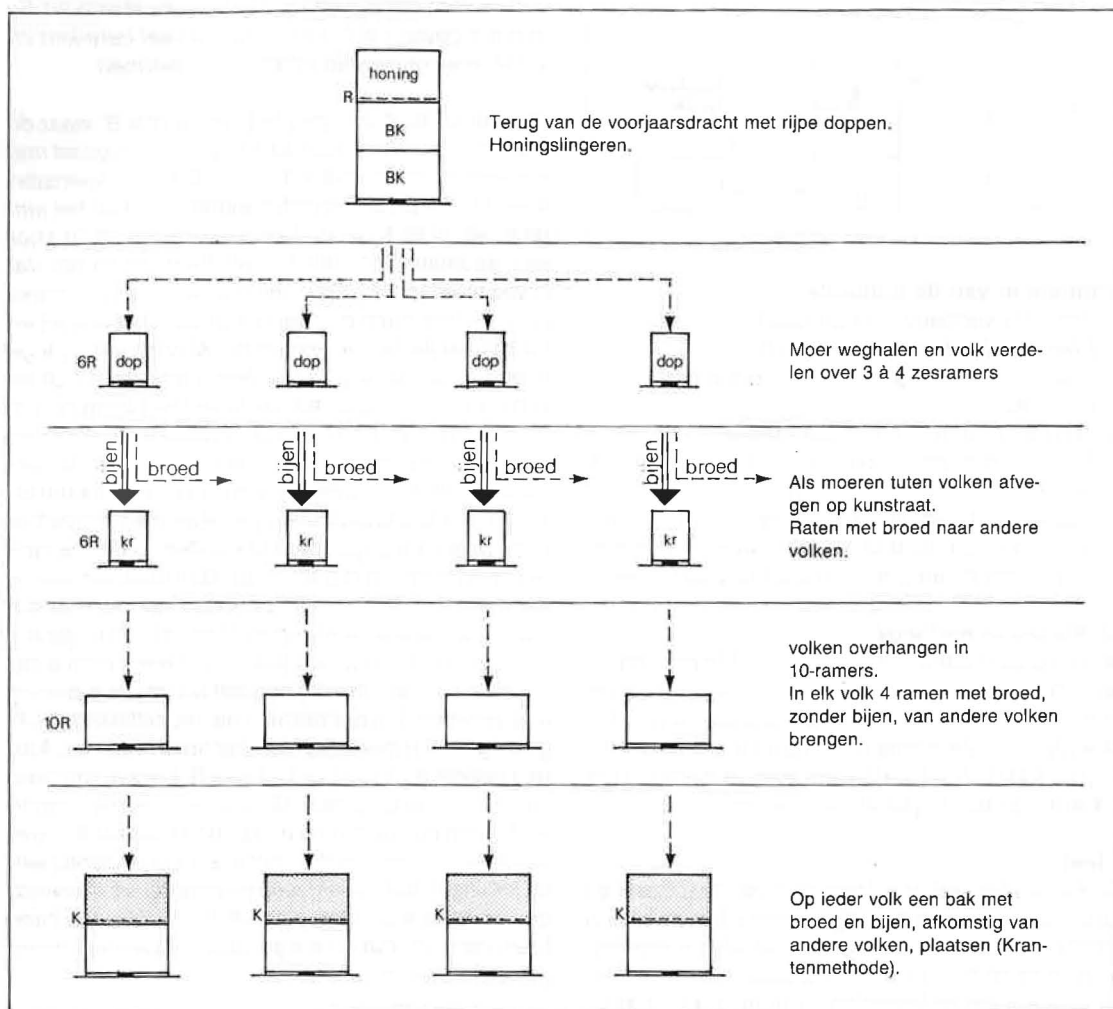 honing
R
BK
BK
Terug van de voorjaarsdracht met rijpe doppen.
Honingslingeren.
6R
dop
dop
dop
dop
Moer weghalen en volk verde-
len over 3 à 4 zesramers
bijen
broed
bijen
broed
bijen
broed
bijen
broed
6R
kr
kr
kr
kr
Als moeren tuten volken afve-
gen op kunstraat.
Raten met broed naar andere
volken.
10R
volken overhangen in
10-ramers.
In elk volk 4 ramen met broed,
zonder bijen, van andere volken
brengen.
K
K
K
K
Op ieder volk een bak met
broed en bijen, afkomstig van
andere volken, plaatsen (Kran-
tenmethode).